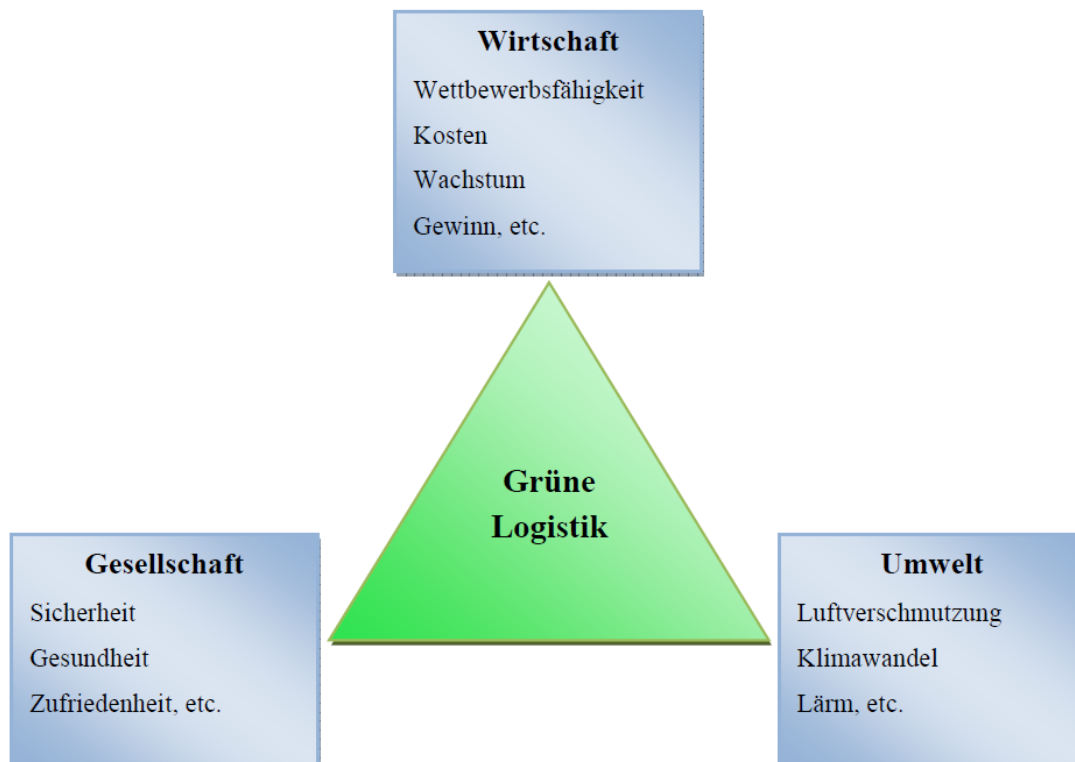 Wirtschaft
Wettbewerbsfähigkeit
Kosten
Wachstum
Gewinn, etc.
Grüne
Logistik
Gesellschaft
Sicherheit
Gesundheit
Zufriedenheit, etc.
Umwelt
Luftverschmutzung
Klimawandel
Lärm, etc.